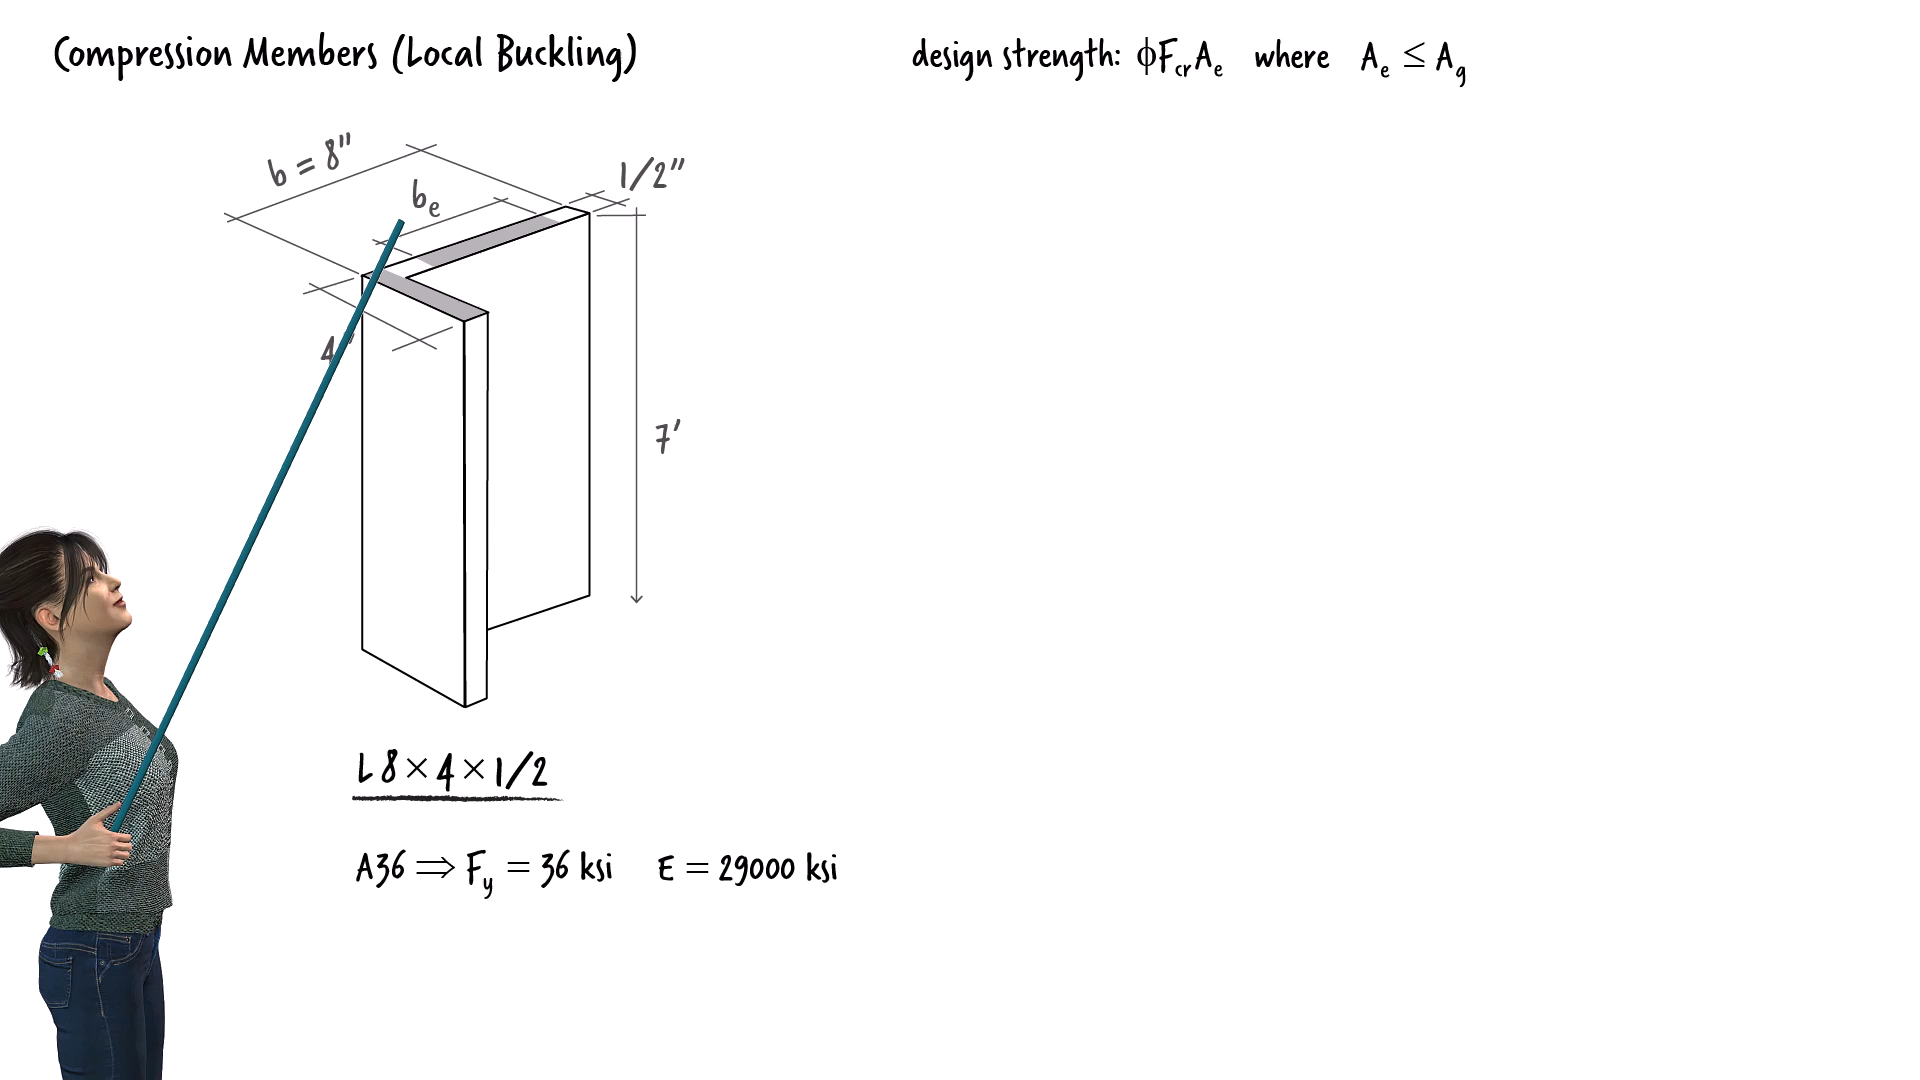 Compression Members (Local Buckling)
design strength: ϕF_cr A_e where A_e ≤ A_g
b = 8"
b_e
1/2"
4"
7'
L 8 × 4 × 1/2
A36 ⟹ F_y = 36 ksi E = 29000 ksi